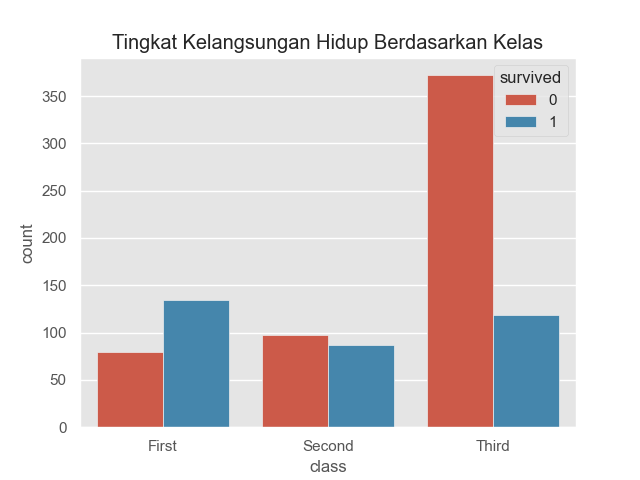 Tingkat Kelangsungan Hidup Berdasarkan Kelas
survived
0
1
count
350
300
250
200
150
100
50
0
First
Second
Third
class